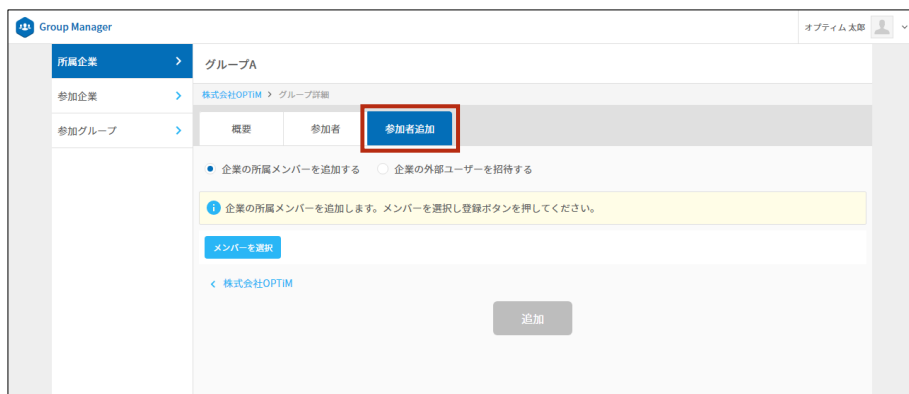 Group Manager
オプティム 太郎
所属企業
参加企業
参加グループ
グループA
株式会社OPTiM > グループ詳細
概要
参加者
参加者追加
企業の所属メンバーを追加する
企業の外部ユーザーを招待する
企業の所属メンバーを追加します。メンバーを選択し登録ボタンを押してください。
メンバーを選択
株式会社OPTiM
追加